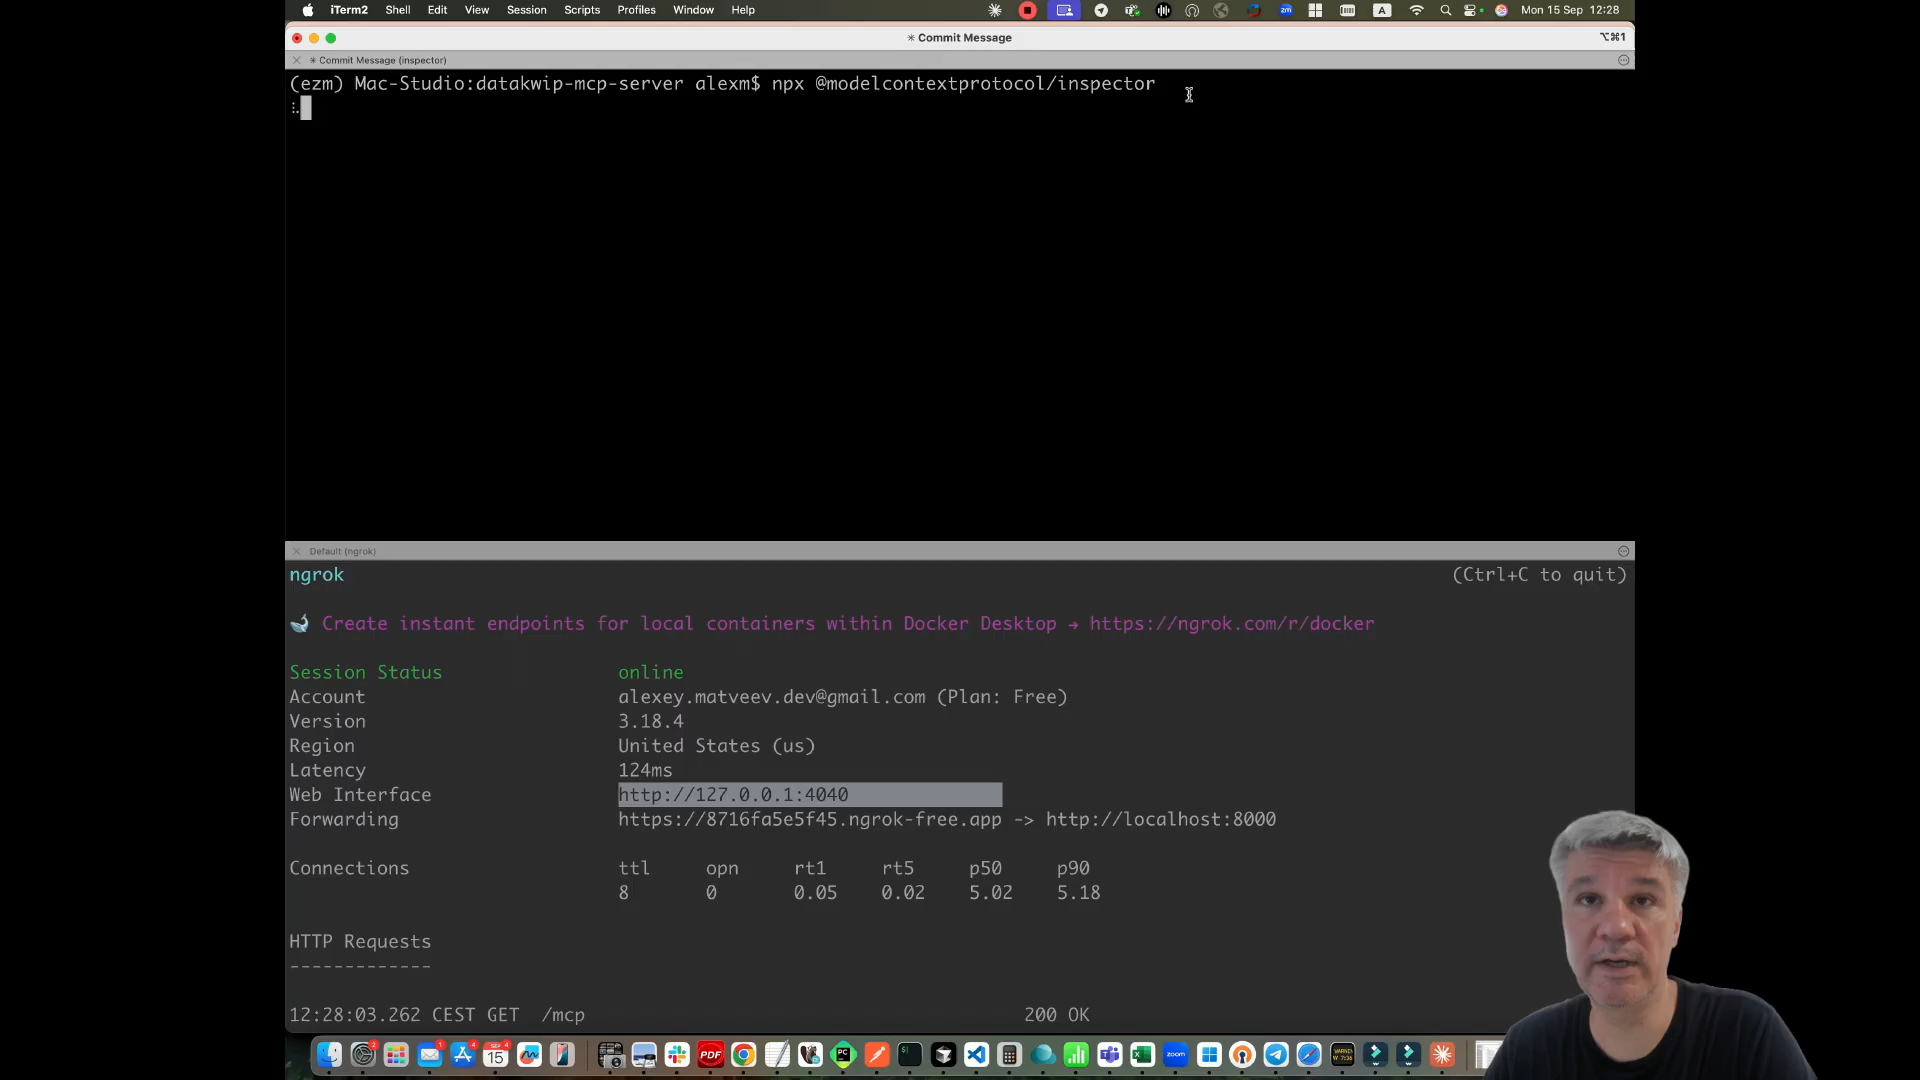 iTerm2 Shell Edit View Session Scripts Profiles Window Help
Mon 15 Sep 12:28
Commit Message
⌥⌘1
Commit Message (inspector)
(ezm) Mac-Studio:datakwip-mcp-server alexm$ npx @modelcontextprotocol/inspector
Default (ngrok)
ngrok (Ctrl+C to quit)
Create instant endpoints for local containers within Docker Desktop → https://ngrok.com/r/docker
Session Status online
Account alexey.matveev.dev@gmail.com (Plan: Free)
Version 3.18.4
Region United States (us)
Latency 124ms
Web Interface http://127.0.0.1:4040
Forwarding https://8716fa5e5f45.ngrok-free.app -> http://localhost:8000
Connections ttl opn rt1 rt5 p50 p90
8 0 0.05 0.02 5.02 5.18
HTTP Requests
-------------
12:28:03.262 CEST GET /mcp 200 OK